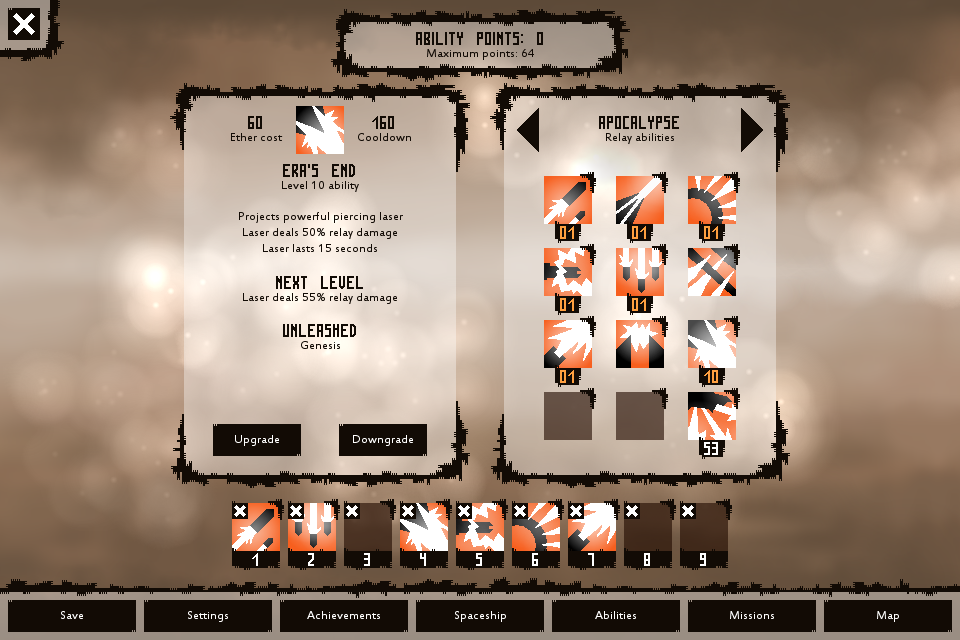 ABILITY POINTS: 0
Maximum points: 64
60
Ether cost
160
Cooldown
ERA'S END
Level 10 ability
Projects powerful piercing laser
Laser deals 50% relay damage
Laser lasts 15 seconds
NEXT LEVEL
Laser deals 55% relay damage
UNLEASHED
Genesis
Upgrade
Downgrade
APOCALYPSE
Relay abilities
01 01 01
01 01
01 10
53
1 2 3 4 5 6 7 8 9
Save Settings Achievements Spaceship Abilities Missions Map